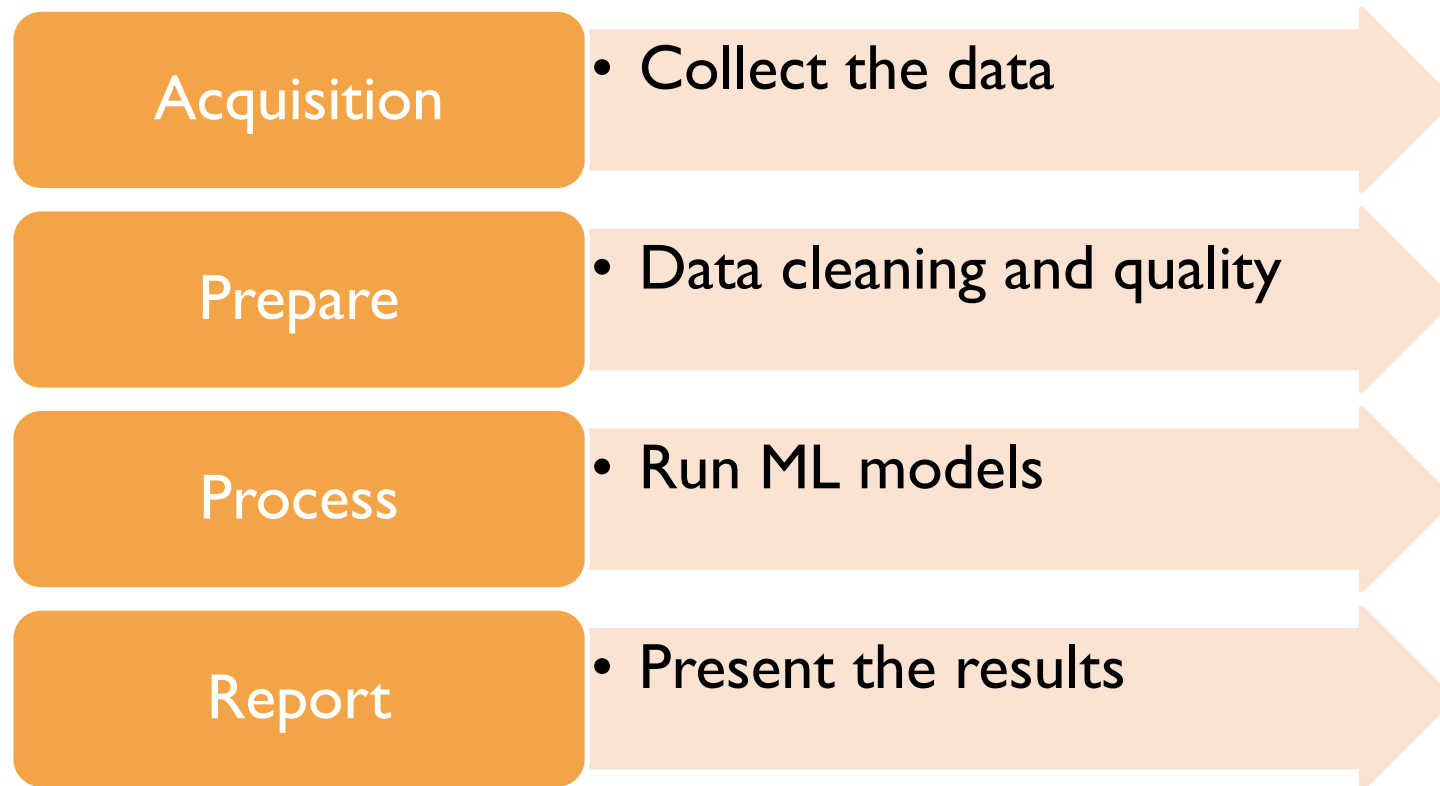 Acquisition
• Collect the data
Prepare
• Data cleaning and quality
Process
• Run ML models
Report
• Present the results